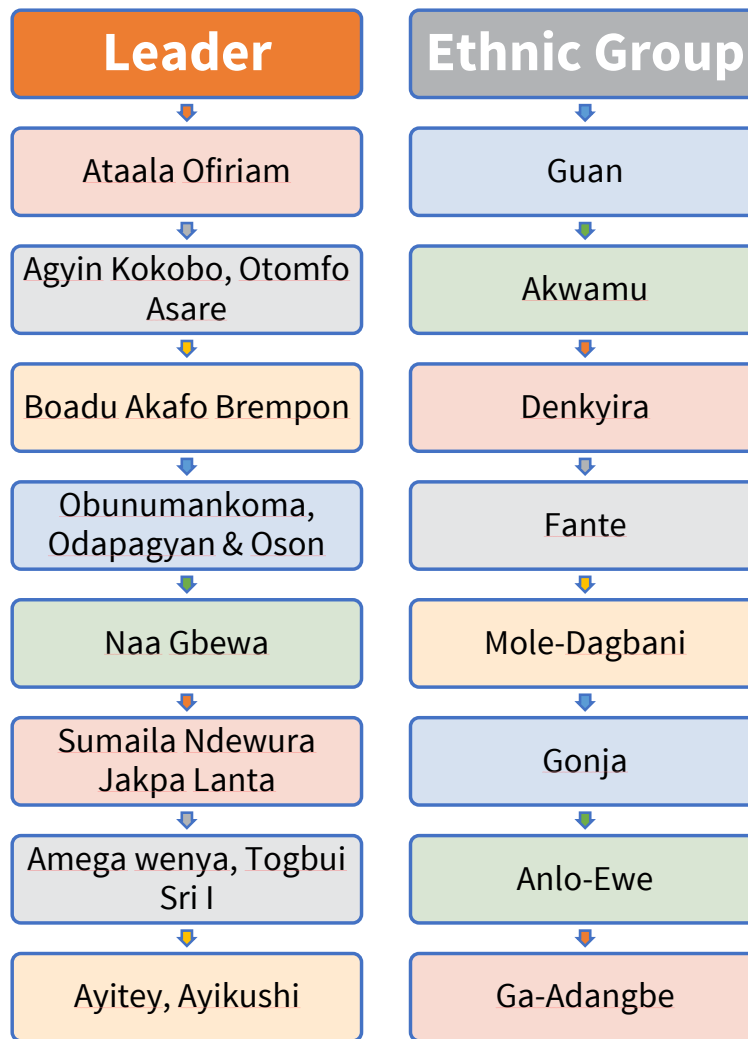 Leader
Ataala Ofiriam
Agyin Kokobo, Otomfo
Asare
Boadu Akafo Brempon
Obunumankoma,
Odapagyan & Oson
Naa Gbewa
Sumaila Ndewura
Jakpa Lanta
Amega wenya, Togbui
Sri I
Ayitey, Ayikushi
Ethnic Group
Guan
Akwamu
Denkyira
Fante
Mole-Dagbani
Gonja
Anlo-Ewe
Ga-Adangbe